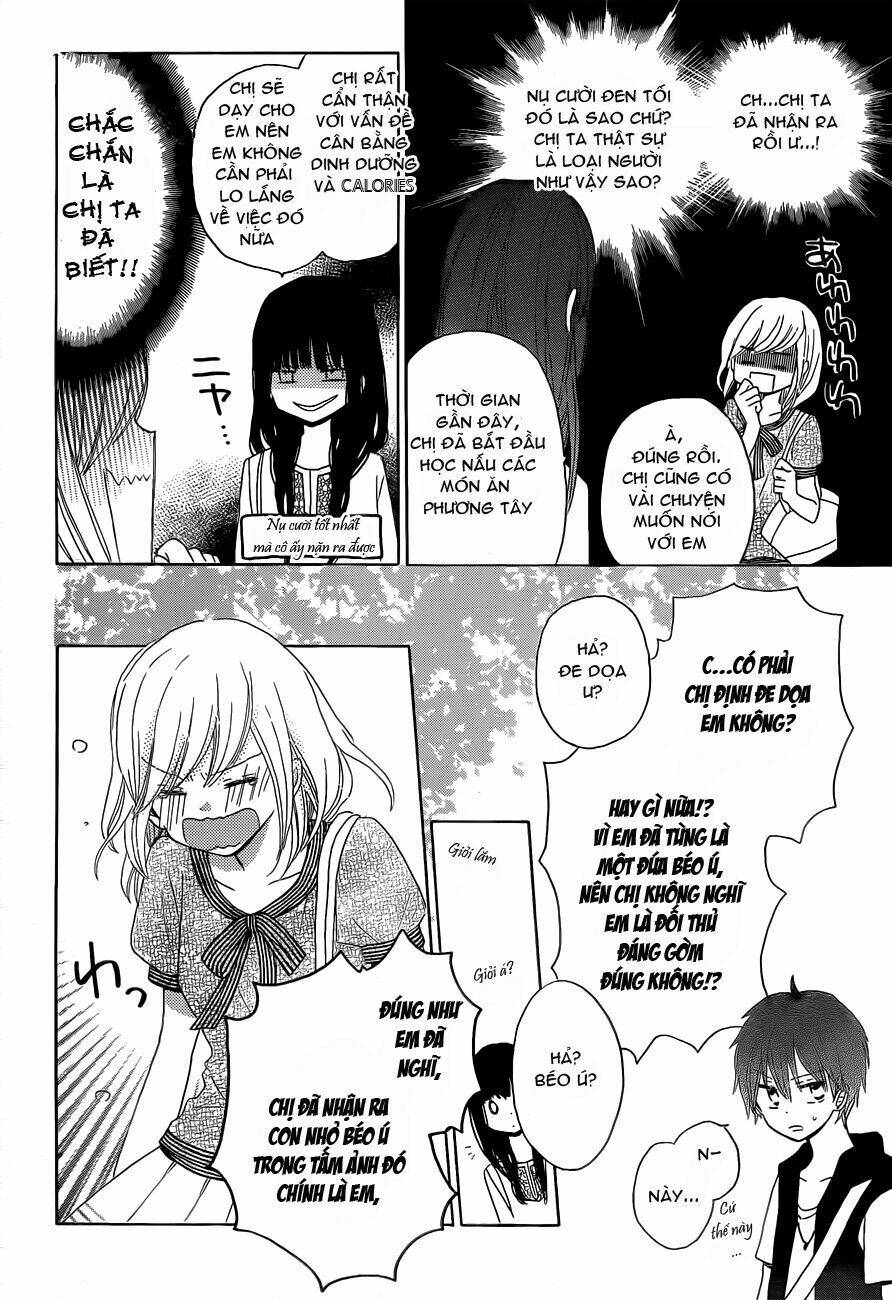 CH...CHỊ TA
ĐÃ NHẬN RA
RỒI Ư...!
NỤ CƯỜI ĐEN TỐI
ĐÓ LÀ SAO CHỨ?
CHỊ TA THẬT SỰ
LÀ LOẠI NGƯỜI
NHƯ VẬY SAO?
あううううう
À,
ĐÚNG RỒI,
CHỊ CŨNG CÓ
VÀI CHUYỆN
MUỐN NÓI
VỚI EM
THỜI GIAN
GẦN ĐÂY,
CHỊ ĐÃ BẮT ĐẦU
HỌC NẤU CÁC
MÓN ĂN
PHƯƠNG TÂY
CHỊ RẤT
CẨN THẬN
VỚI VẤN ĐỀ
CÂN BẰNG
DINH DƯỠNG
VÀ CALORIES
CHỊ SẼ
DẠY CHO
EM NÊN
EM KHÔNG
CẦN PHẢI
LO LẮNG
VỀ VIỆC ĐÓ
NỮA
ニヤ…
Nụ cười tốt nhất
mà cô ấy nặn ra được
CHẮC
CHẮN
LÀ
CHỊ TA
ĐÃ
BIẾT!!
C...CÓ PHẢI
CHỊ ĐỊNH ĐE DỌA
EM KHÔNG?
HẢ?
ĐE DỌA
Ư?
HAY GÌ NỮA!?
VÌ EM ĐÃ TỪNG LÀ
MỘT ĐỨA BÉO Ú,
NÊN CHỊ KHÔNG NGHĨ
EM LÀ ĐỐI THỦ
ĐÁNG GỜM
ĐÚNG KHÔNG!?
HẢ?
BÉO Ú?
N-
NÀY...
Cứ
thế này
...
Giỏi lắm
Giỏi á?
ĐÚNG NHƯ
EM ĐÃ
NGHĨ,
CHỊ ĐÃ NHẬN RA
CON NHỎ BÉO Ú
TRONG TẤM ẢNH ĐÓ
CHÍNH LÀ EM,
わっ